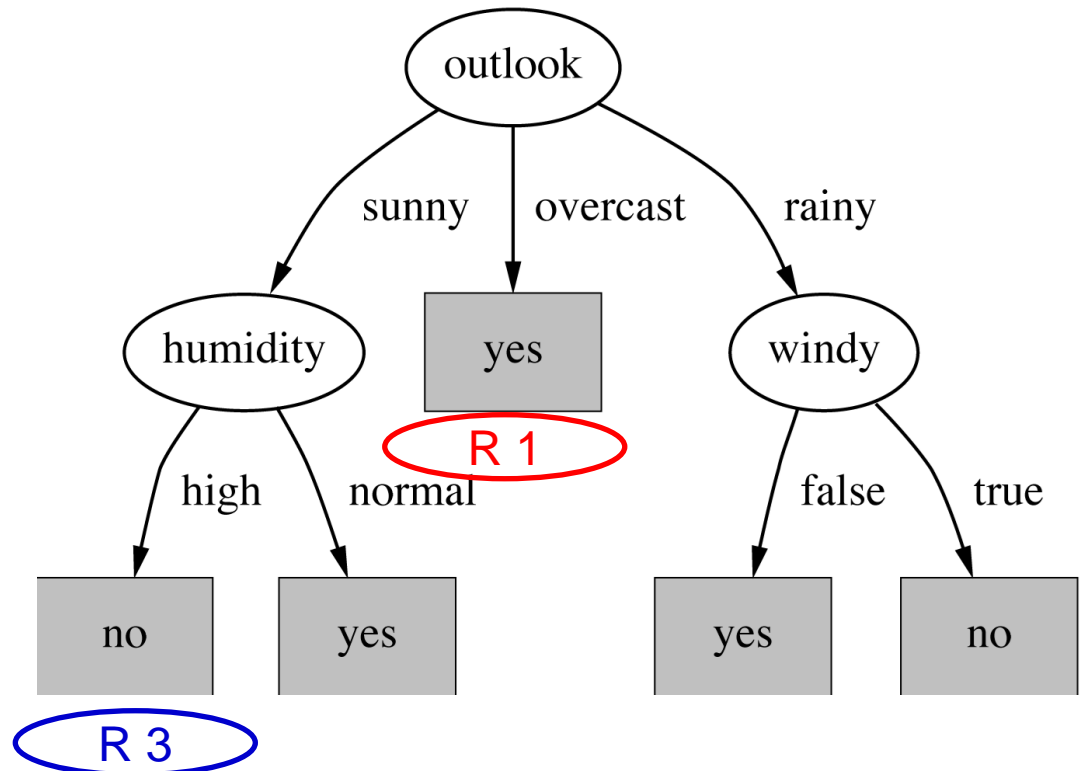 outlook
sunny overcast rainy
humidity yes windy
R 1
high normal false true
no yes yes no
R 3